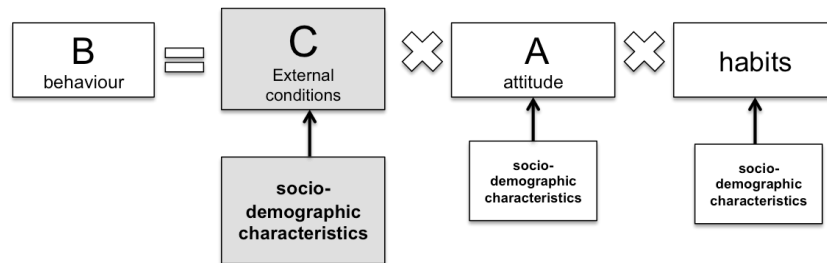 B
behaviour
C
External
conditions
A
attitude
habits
socio-
demographic
characteristics
socio-
demographic
characteristics
socio-
demographic
characteristics